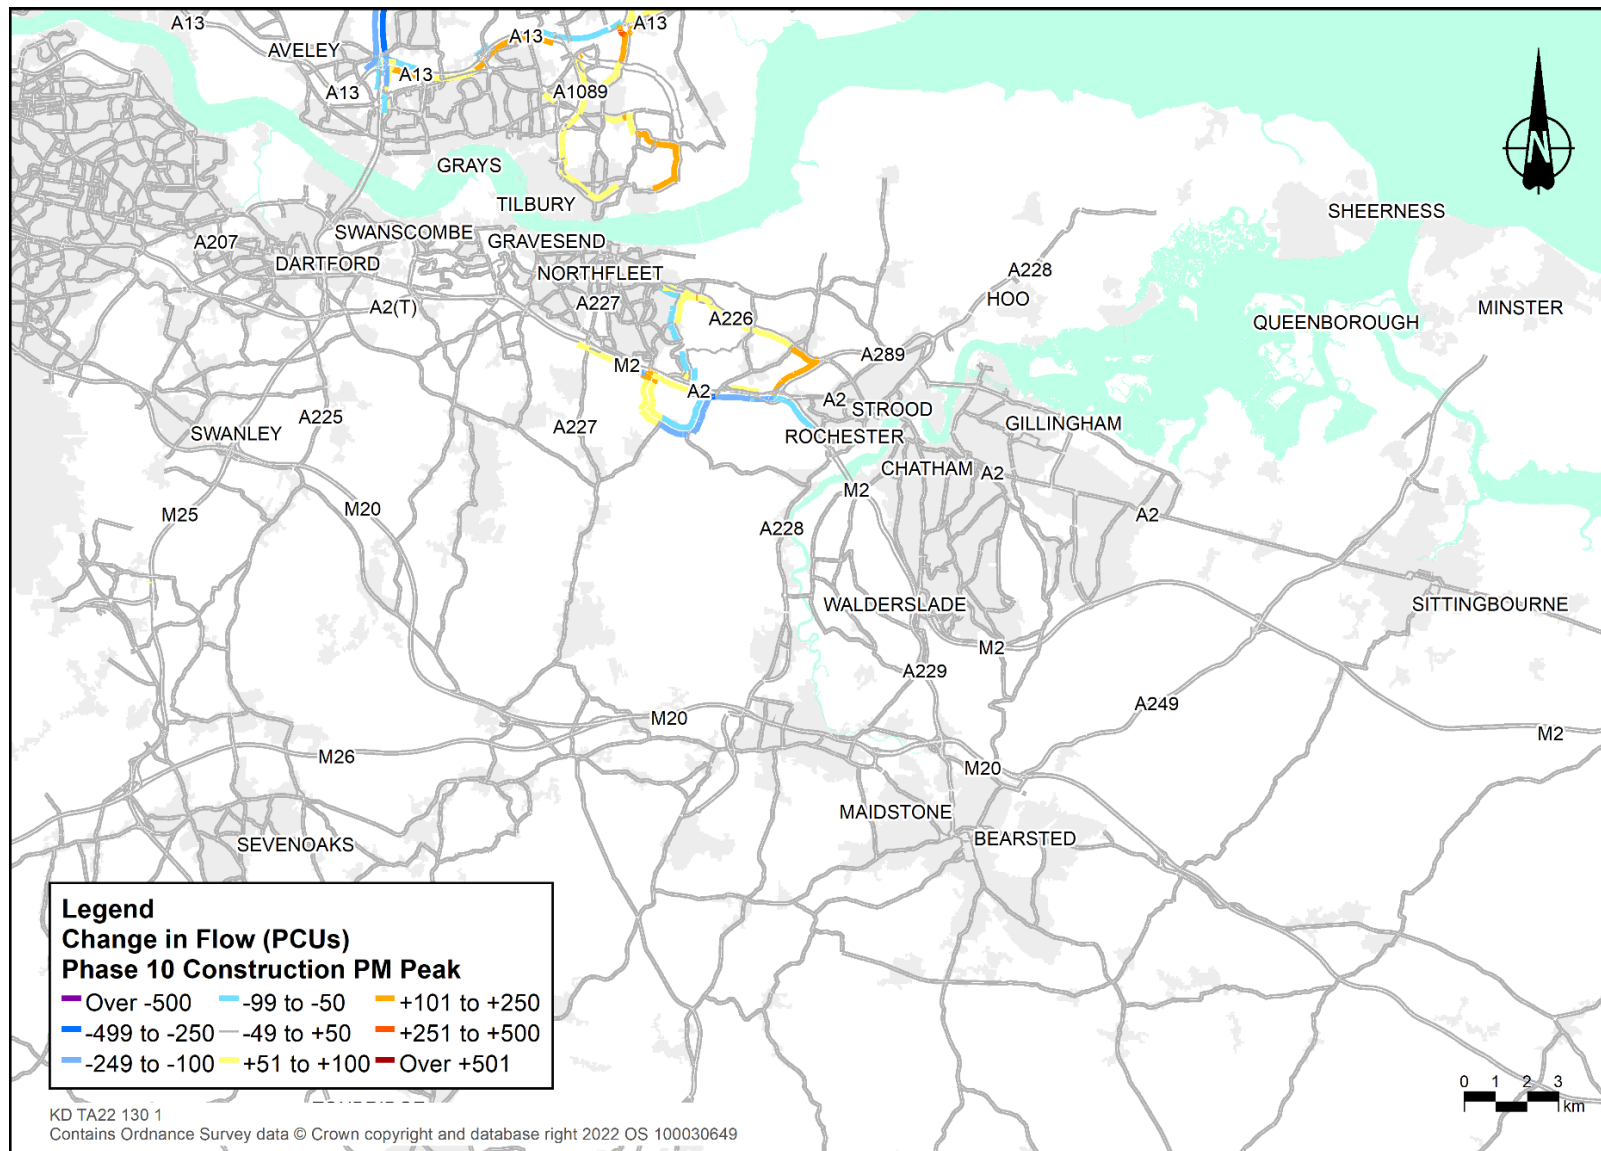 A13
A13
A13
AVELEY
A13
A13
A1089
N
GRAYS
TILBURY
SHEERNESS
SWANSCOMBE
A207
GRAVESEND
DARTFORD
NORTHFLEET
A228
HOO
A2(T)
A227
MINSTER
A226
QUEENBOROUGH
A289
M2
A2
A2
STROOD
A225
A227
SWANLEY
ROCHESTER
GILLINGHAM
CHATHAM
A2
M2
M20
M25
A2
A228
WALDERSLADE
SITTINGBOURNE
M2
A229
A249
M20
M2
M26
M20
MAIDSTONE
BEARSTED
SEVENOAKS
Legend
Change in Flow (PCUs)
Phase 10 Construction PM Peak
Over -500 -99 to -50 +101 to +250
-499 to -250 -49 to +50 +251 to +500
-249 to -100 +51 to +100 Over +501
0 1 2 3
km
KD TA22 130 1
Contains Ordnance Survey data © Crown copyright and database right 2022 OS 100030649